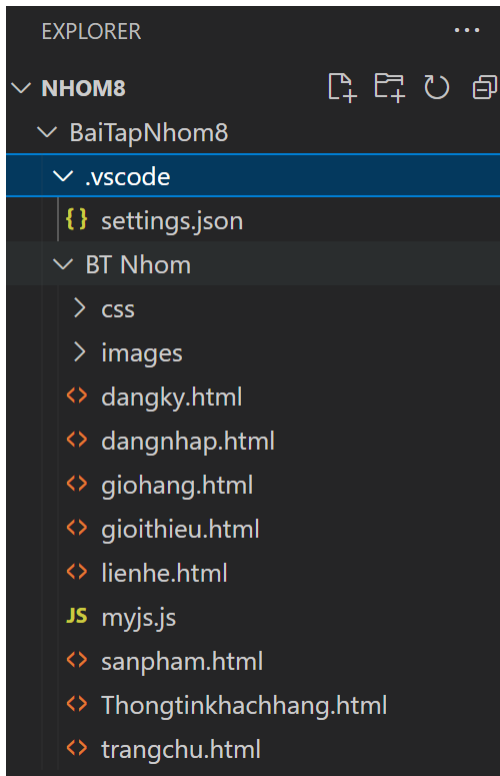 EXPLORER
NHOM8
BaiTapNhom8
.vscode
{} settings.json
BT Nhom
css
images
<> dangky.html
<> dangnhap.html
<> giohang.html
<> gioithieu.html
<> lienhe.html
JS myjs.js
<> sanpham.html
<> Thongtinkhachhang.html
<> trangchu.html